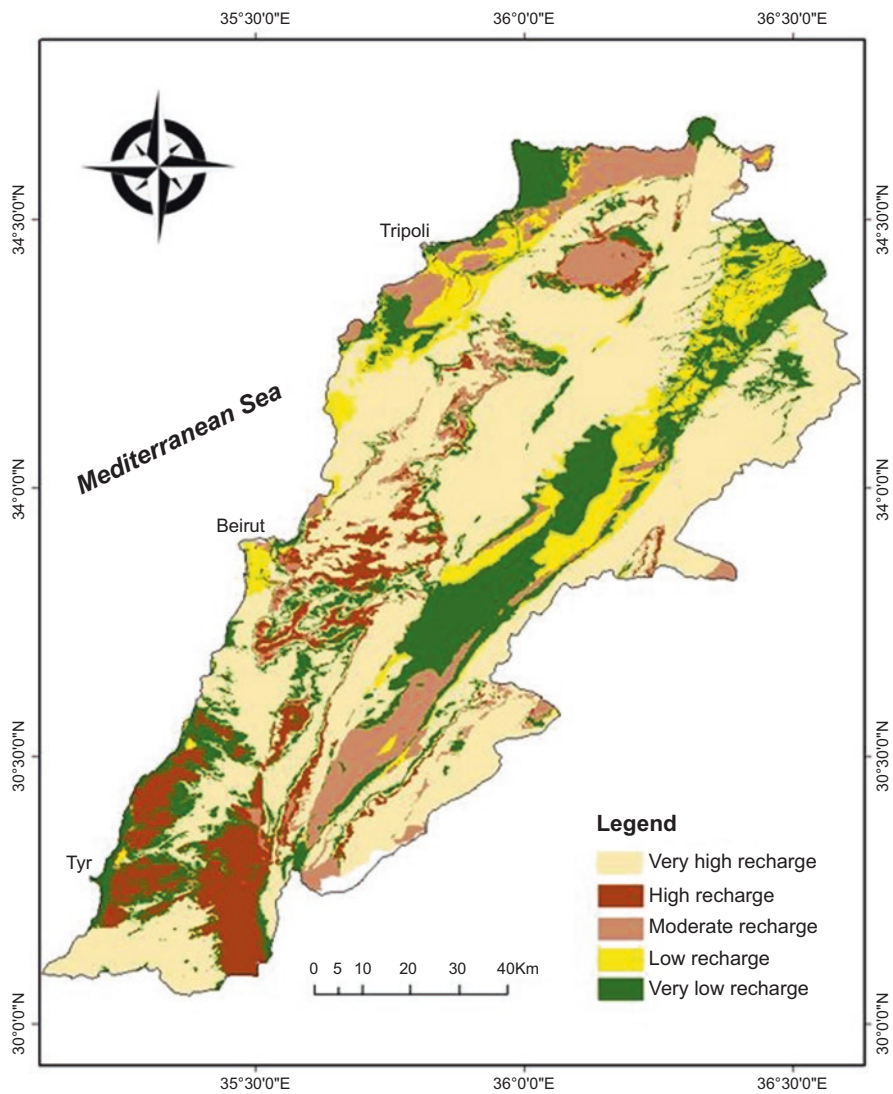 35°30'0"E 36°0'0"E 36°30'0"E
34°30'0"N 34°30'0"N
Tripoli
Mediterranean Sea
34°0'0"N 34°0'0"N
Beirut
30°30'0"N 30°30'0"N
Legend
Very high recharge
Tyr
High recharge
Moderate recharge
Low recharge
0 5 10 20 30 40Km
Very low recharge
30°0'0"N 30°0'0"N
35°30'0"E 36°0'0"E 36°30'0"E